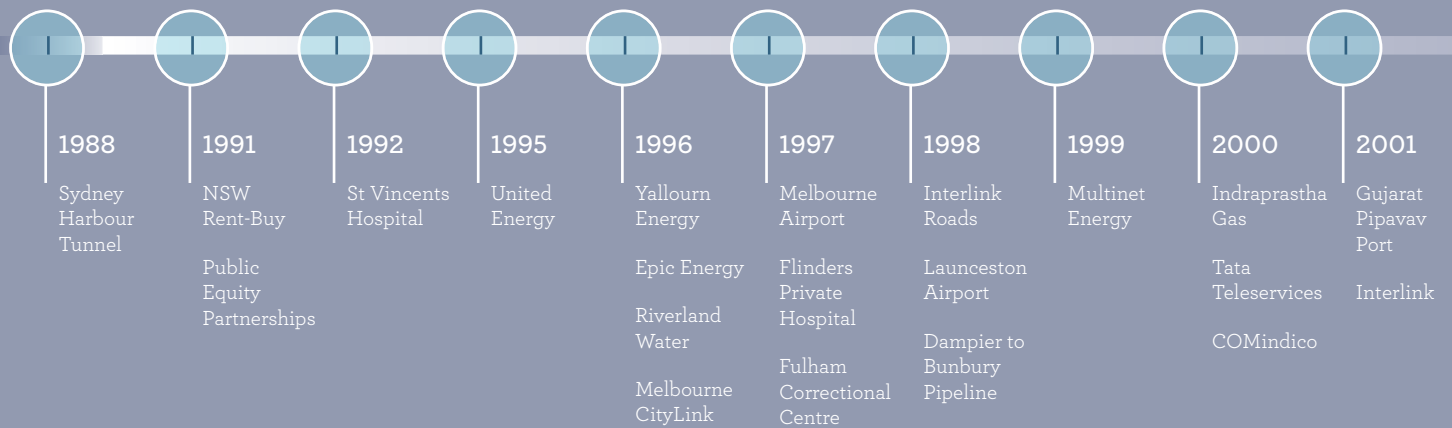 1988
Sydney
Harbour
Tunnel
1991
NSW
Rent-Buy
Public
Equity
Partnerships
1992
St Vincents
Hospital
1995
United
Energy
1996
Yallourn
Energy
Epic Energy
Riverland
Water
Melbourne
CityLink
1997
Melbourne
Airport
Flinders
Private
Hospital
Fulham
Correctional
Centre
1998
Interlink
Roads
Launceston
Airport
Dampier to
Bunbury
Pipeline
1999
Multinet
Energy
2000
Indraprastha
Gas
Tata
Teleservices
COMindico
2001
Gujarat
Pipavav
Port
Interlink